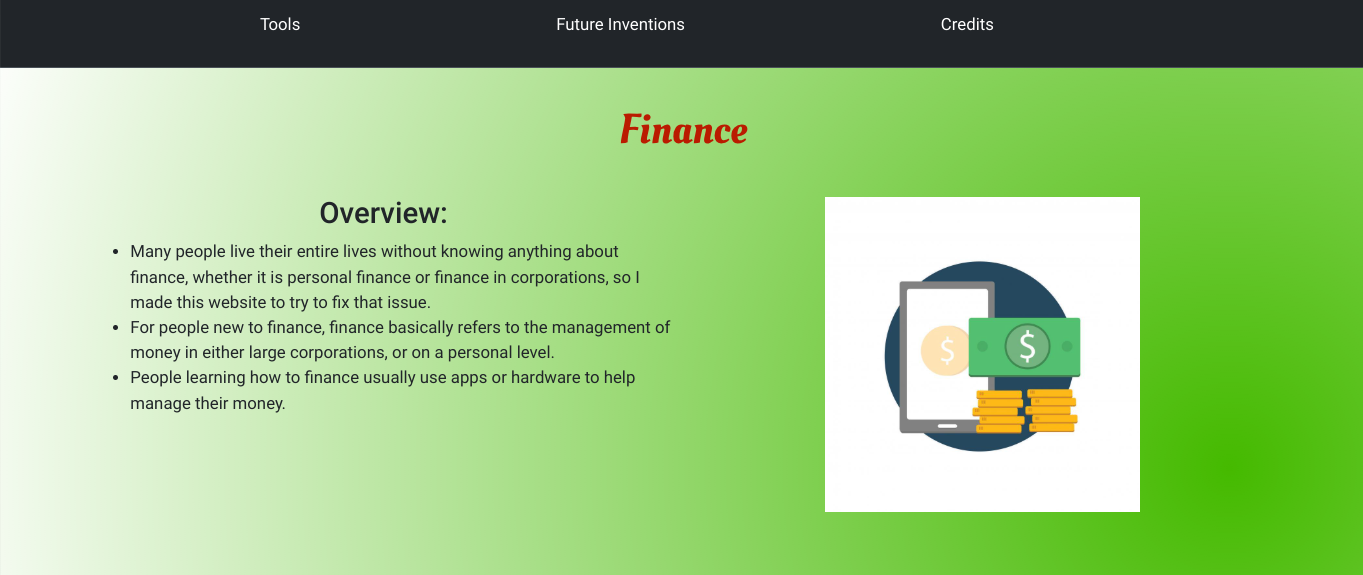 Tools Future Inventions Credits
Finance
Overview:
• Many people live their entire lives without knowing anything about
finance, whether it is personal finance or finance in corporations, so I
made this website to try to fix that issue.
• For people new to finance, finance basically refers to the management of
money in either large corporations, or on a personal level.
• People learning how to finance usually use apps or hardware to help
manage their money.
$ $